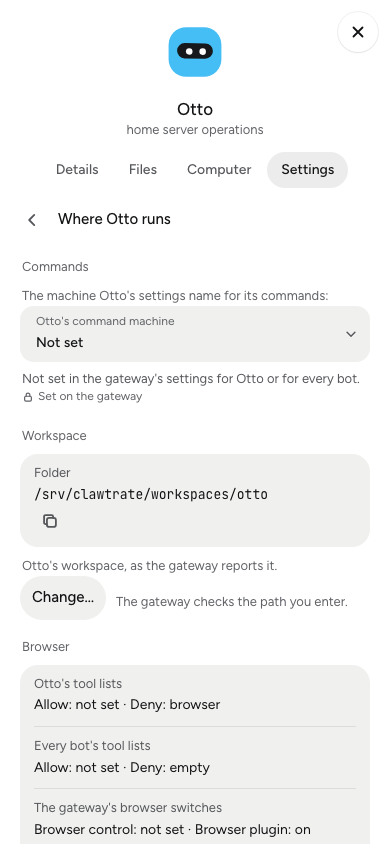 Otto
home server operations
Details Files Computer Settings
Where Otto runs
Commands
The machine Otto's settings name for its commands:
Otto's command machine
Not set
Not set in the gateway's settings for Otto or for every bot.
Set on the gateway
Workspace
Folder
/srv/clawtrate/workspaces/otto
Otto's workspace, as the gateway reports it.
Change... The gateway checks the path you enter.
Browser
Otto's tool lists
Allow: not set · Deny: browser
Every bot's tool lists
Allow: not set · Deny: empty
The gateway's browser switches
Browser control: not set · Browser plugin: on